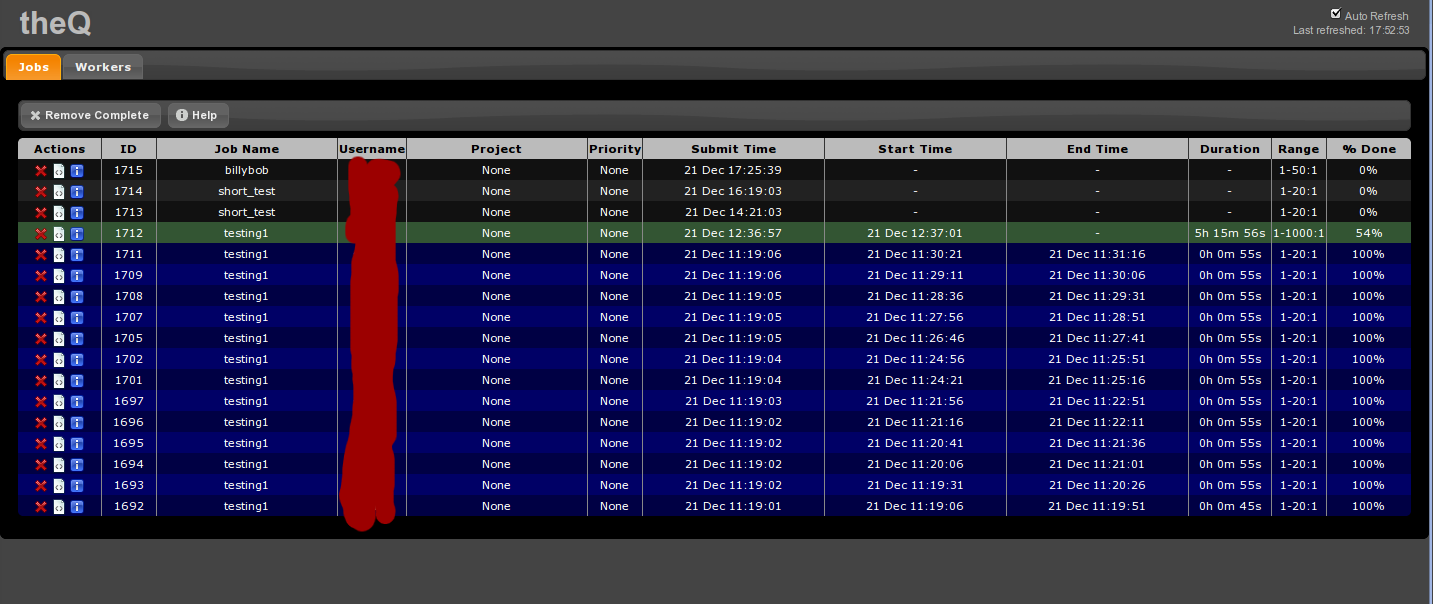 theQ
Auto Refresh
Last refreshed: 17:52:53
Jobs Workers
Remove Complete Help
Actions ID Job Name Username Project Priority Submit Time Start Time End Time Duration Range % Done
1715 billybob None None 21 Dec 17:25:39 - - - 1-50:1 0%
1714 short_test None None 21 Dec 16:19:03 - - - 1-20:1 0%
1713 short_test None None 21 Dec 14:21:03 - - - 1-20:1 0%
1712 testing1 None None 21 Dec 12:36:57 21 Dec 12:37:01 - 5h 15m 56s 1-1000:1 54%
1711 testing1 None None 21 Dec 11:19:06 21 Dec 11:30:21 21 Dec 11:31:16 0h 0m 55s 1-20:1 100%
1709 testing1 None None 21 Dec 11:19:06 21 Dec 11:29:11 21 Dec 11:30:06 0h 0m 55s 1-20:1 100%
1708 testing1 None None 21 Dec 11:19:05 21 Dec 11:28:36 21 Dec 11:29:31 0h 0m 55s 1-20:1 100%
1707 testing1 None None 21 Dec 11:19:05 21 Dec 11:27:56 21 Dec 11:28:51 0h 0m 55s 1-20:1 100%
1705 testing1 None None 21 Dec 11:19:05 21 Dec 11:26:46 21 Dec 11:27:41 0h 0m 55s 1-20:1 100%
1702 testing1 None None 21 Dec 11:19:04 21 Dec 11:24:56 21 Dec 11:25:51 0h 0m 55s 1-20:1 100%
1701 testing1 None None 21 Dec 11:19:04 21 Dec 11:24:21 21 Dec 11:25:16 0h 0m 55s 1-20:1 100%
1697 testing1 None None 21 Dec 11:19:03 21 Dec 11:21:56 21 Dec 11:22:51 0h 0m 55s 1-20:1 100%
1696 testing1 None None 21 Dec 11:19:02 21 Dec 11:21:16 21 Dec 11:22:11 0h 0m 55s 1-20:1 100%
1695 testing1 None None 21 Dec 11:19:02 21 Dec 11:20:41 21 Dec 11:21:36 0h 0m 55s 1-20:1 100%
1694 testing1 None None 21 Dec 11:19:02 21 Dec 11:20:06 21 Dec 11:21:01 0h 0m 55s 1-20:1 100%
1693 testing1 None None 21 Dec 11:19:02 21 Dec 11:19:31 21 Dec 11:20:26 0h 0m 55s 1-20:1 100%
1692 testing1 None None 21 Dec 11:19:01 21 Dec 11:19:06 21 Dec 11:19:51 0h 0m 45s 1-20:1 100%